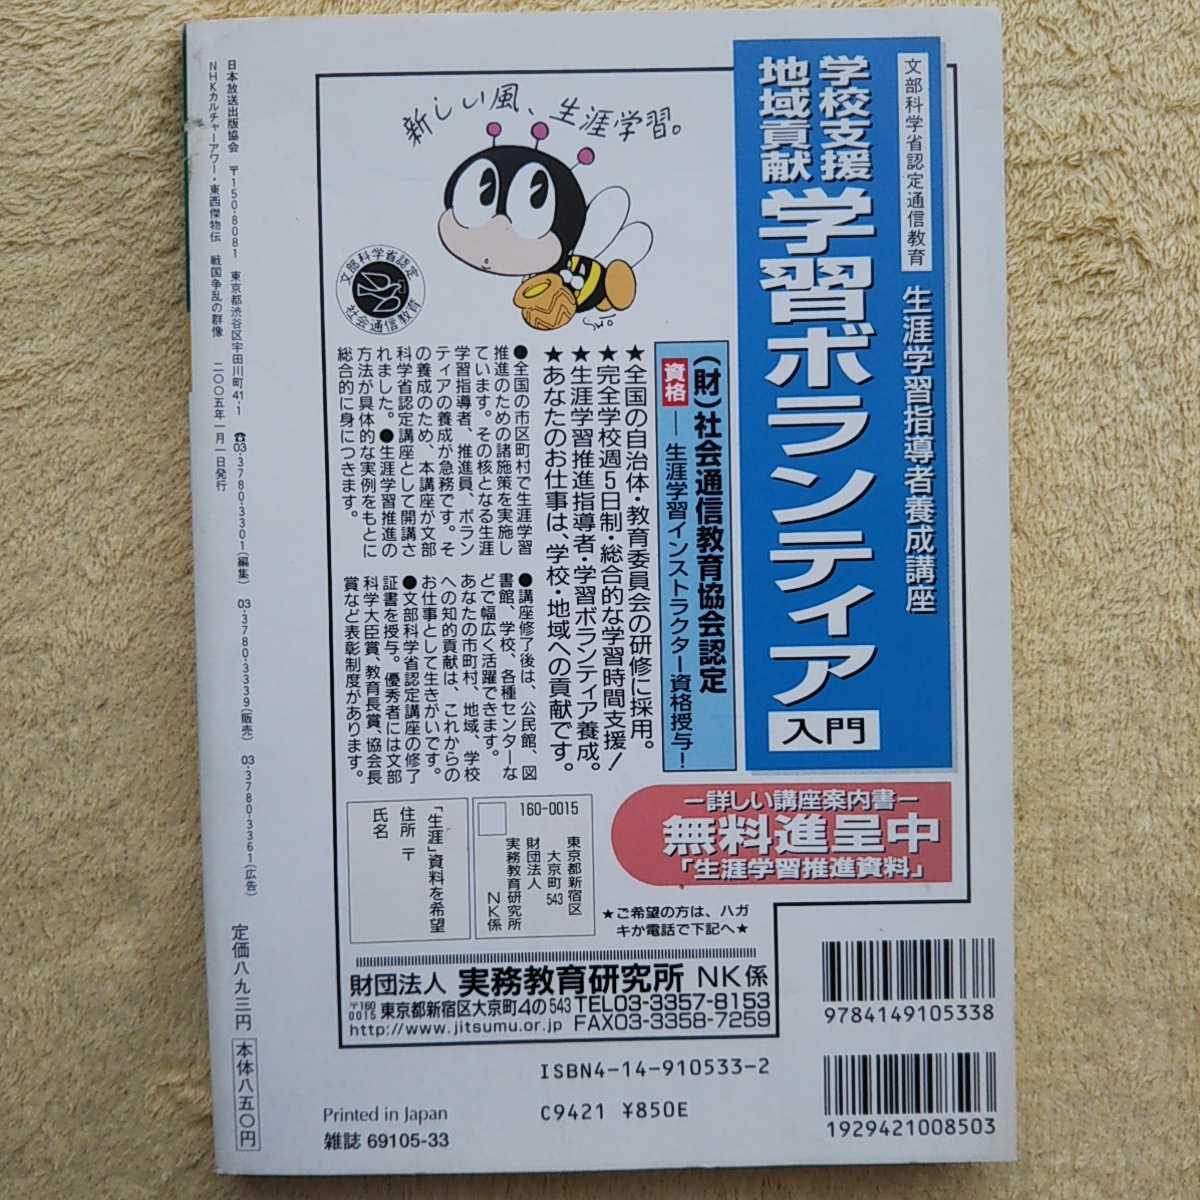 文部科学省認定通信教育
生涯学習指導者養成講座
学校支援
地域貢献
学習ボランティア
入門
新しい風、生涯学習。
文部科学省認定
社会通信教育
(財)社会通信教育協会認定
資格
―生涯学習インストラクター資格授与!
★全国の自治体・教育委員会の研修に採用。
★完全学校週5日制・総合的な学習時間支援!
★生涯学習推進指導者・学習ボランティア養成。
★あなたのお仕事は、学校・地域への貢献です。
●全国の市区町村で生涯学習
推進のための諸施策を実施し
ています。その核となる生涯
学習指導者、推進員、ボラン
ティアの養成が急務です。そ
の養成のため、本講座が文部
科学省認定講座として開講さ
れました。●生涯学習推進の
方法が具体的な実例をもとに
総合的に身につきます。
●講座修了後は、公民館、図
書館、学校、各種センターな
どで幅広く活躍できます。
あなたの市町村、地域、学校
への知的貢献は、これからの
お仕事として生きがいです。
●文部科学省認定講座の修了
証書を授与。優秀者には文部
科学大臣賞、教育長賞、協会長
賞など表彰制度があります。
―詳しい講座案内書―
無料進呈中
「生涯学習推進資料」
★ご希望の方は、ハガ
キか電話で下記へ★
160-0015
東京都新宿区
大京町543
財団法人
実務教育研究所
NK係
「生涯」資料を希望
住所 〒
氏名
財団法人 実務教育研究所 NK係
〒160
0015 東京都新宿区大京町4の543 TEL03-3357-8153
http://www.jitsumu.or.jp FAX03-3358-7259
9784149105338
ISBN4-14-910533-2
C9421 ¥850E
1929421008503
Printed in Japan
雑誌 69105-33
日本放送出版協会 〒150-8081 東京都渋谷区宇田川町41-1 ☎03-3780-3301(編集) 03-3780-3339(販売) 03-3780-3361(広告)
NHKカルチャーアワー・東西傑物伝 戦国争乱の群像 二〇〇五年一月一日発行
定価八九三円 本体八五〇円